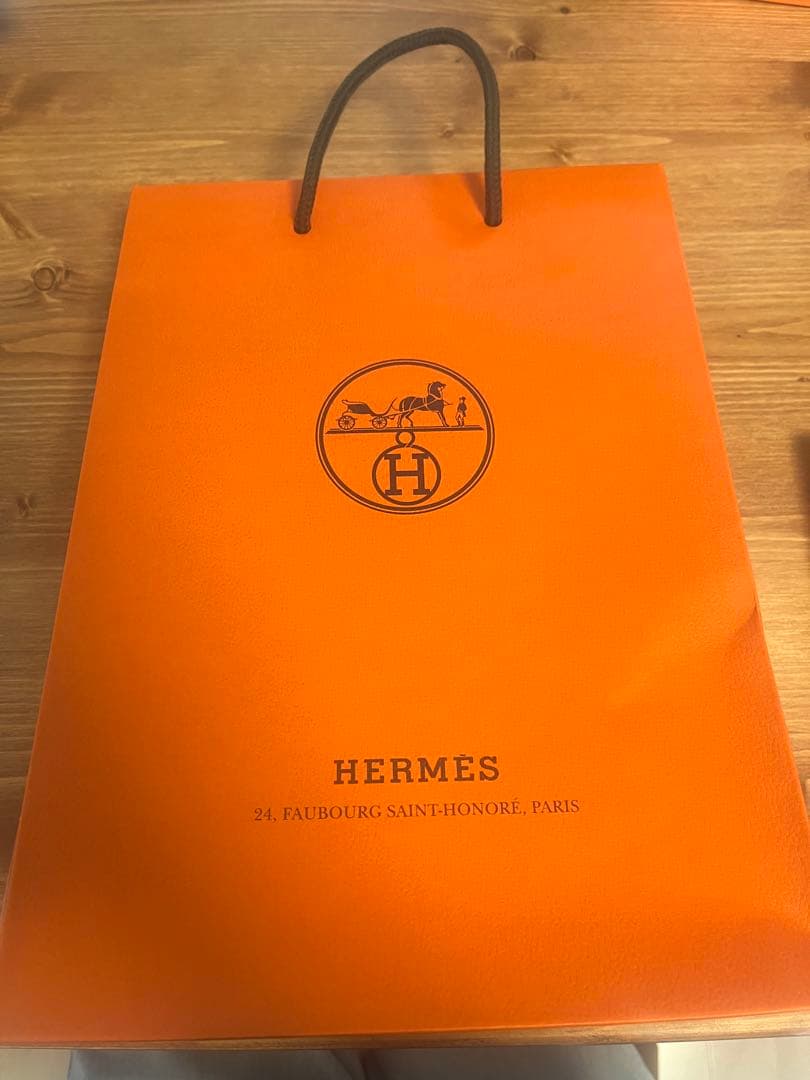 H
HERMÈS
24, FAUBOURG SAINT-HONORÉ, PARIS